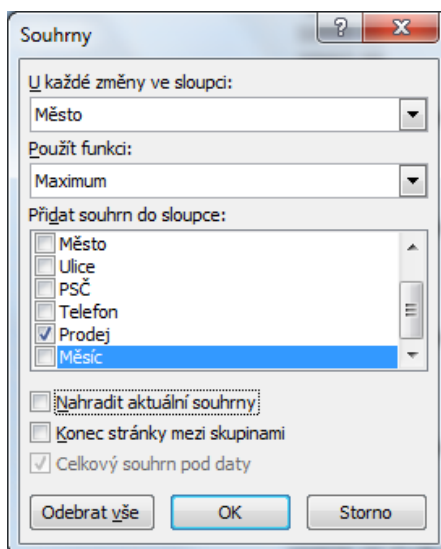 Souhrny
U každé změny ve sloupci:
Město
Použít funkci:
Maximum
Přidat souhrn do sloupce:
Město
Ulice
PSČ
Telefon
Prodej
Měsíc
Nahradit aktuální souhrny
Konec stránky mezi skupinami
Celkový souhrn pod daty
Odebrat vše OK Storno